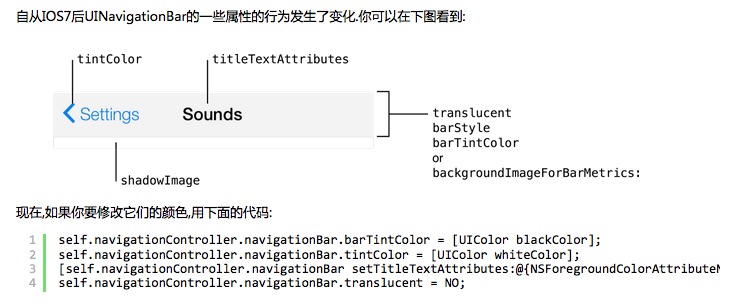 自从IOS7后UINavigationBar的一些属性的行为发生了变化.你可以在下图看到:
tintColor
titleTextAttributes
Settings
Sounds
translucent
barStyle
barTintColor
or
backgroundImageForBarMetrics:
shadowImage
现在,如果你要修改它们的颜色,用下面的代码:
1 self.navigationController.navigationBar.barTintColor = [UIColor blackColor];
2 self.navigationController.navigationBar.tintColor = [UIColor whiteColor];
3 [self.navigationController.navigationBar setTitleTextAttributes:@{NSForegroundColorAttribute
4 self.navigationController.navigationBar.translucent = NO;